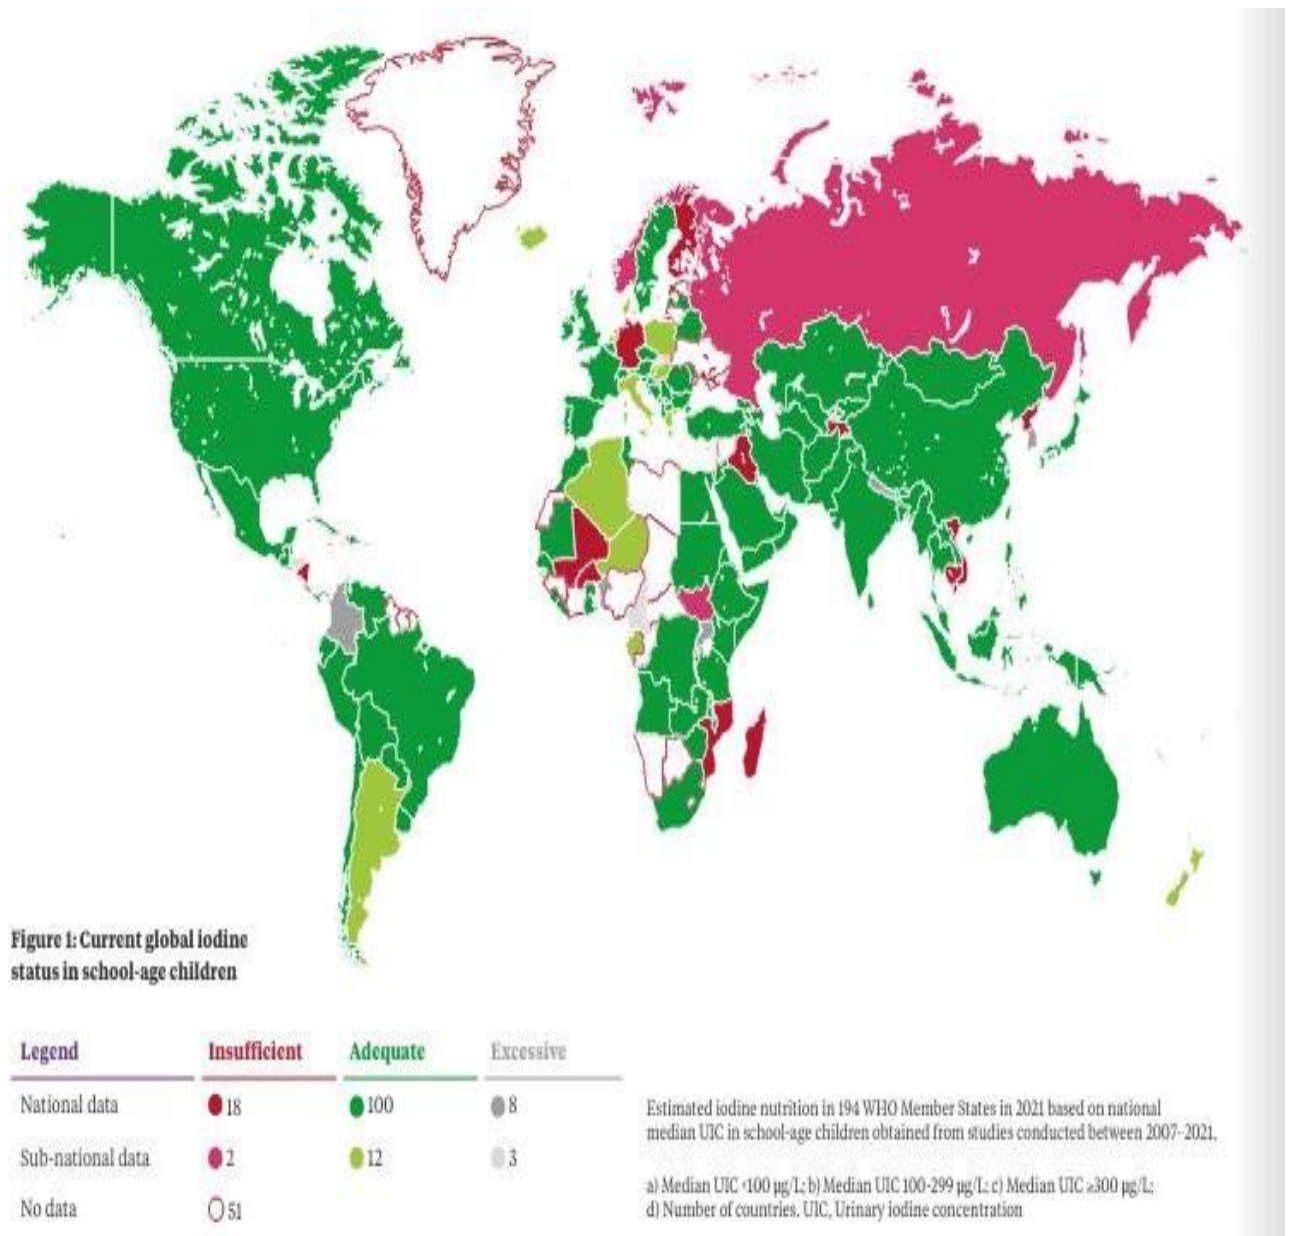 Figure 1: Current global iodine
status in school-age children
Legend Insufficient Adequate Excessive
National data 18 100 8
Sub-national data 2 12 3
No data 51
Estimated iodine nutrition in 194 WHO Member States in 2021 based on national
median UIC in school-age children obtained from studies conducted between 2007–2021.
a) Median UIC <100 µg/L; b) Median UIC 100-299 µg/L; c) Median UIC ≥300 µg/L;
d) Number of countries. UIC, Urinary iodine concentration